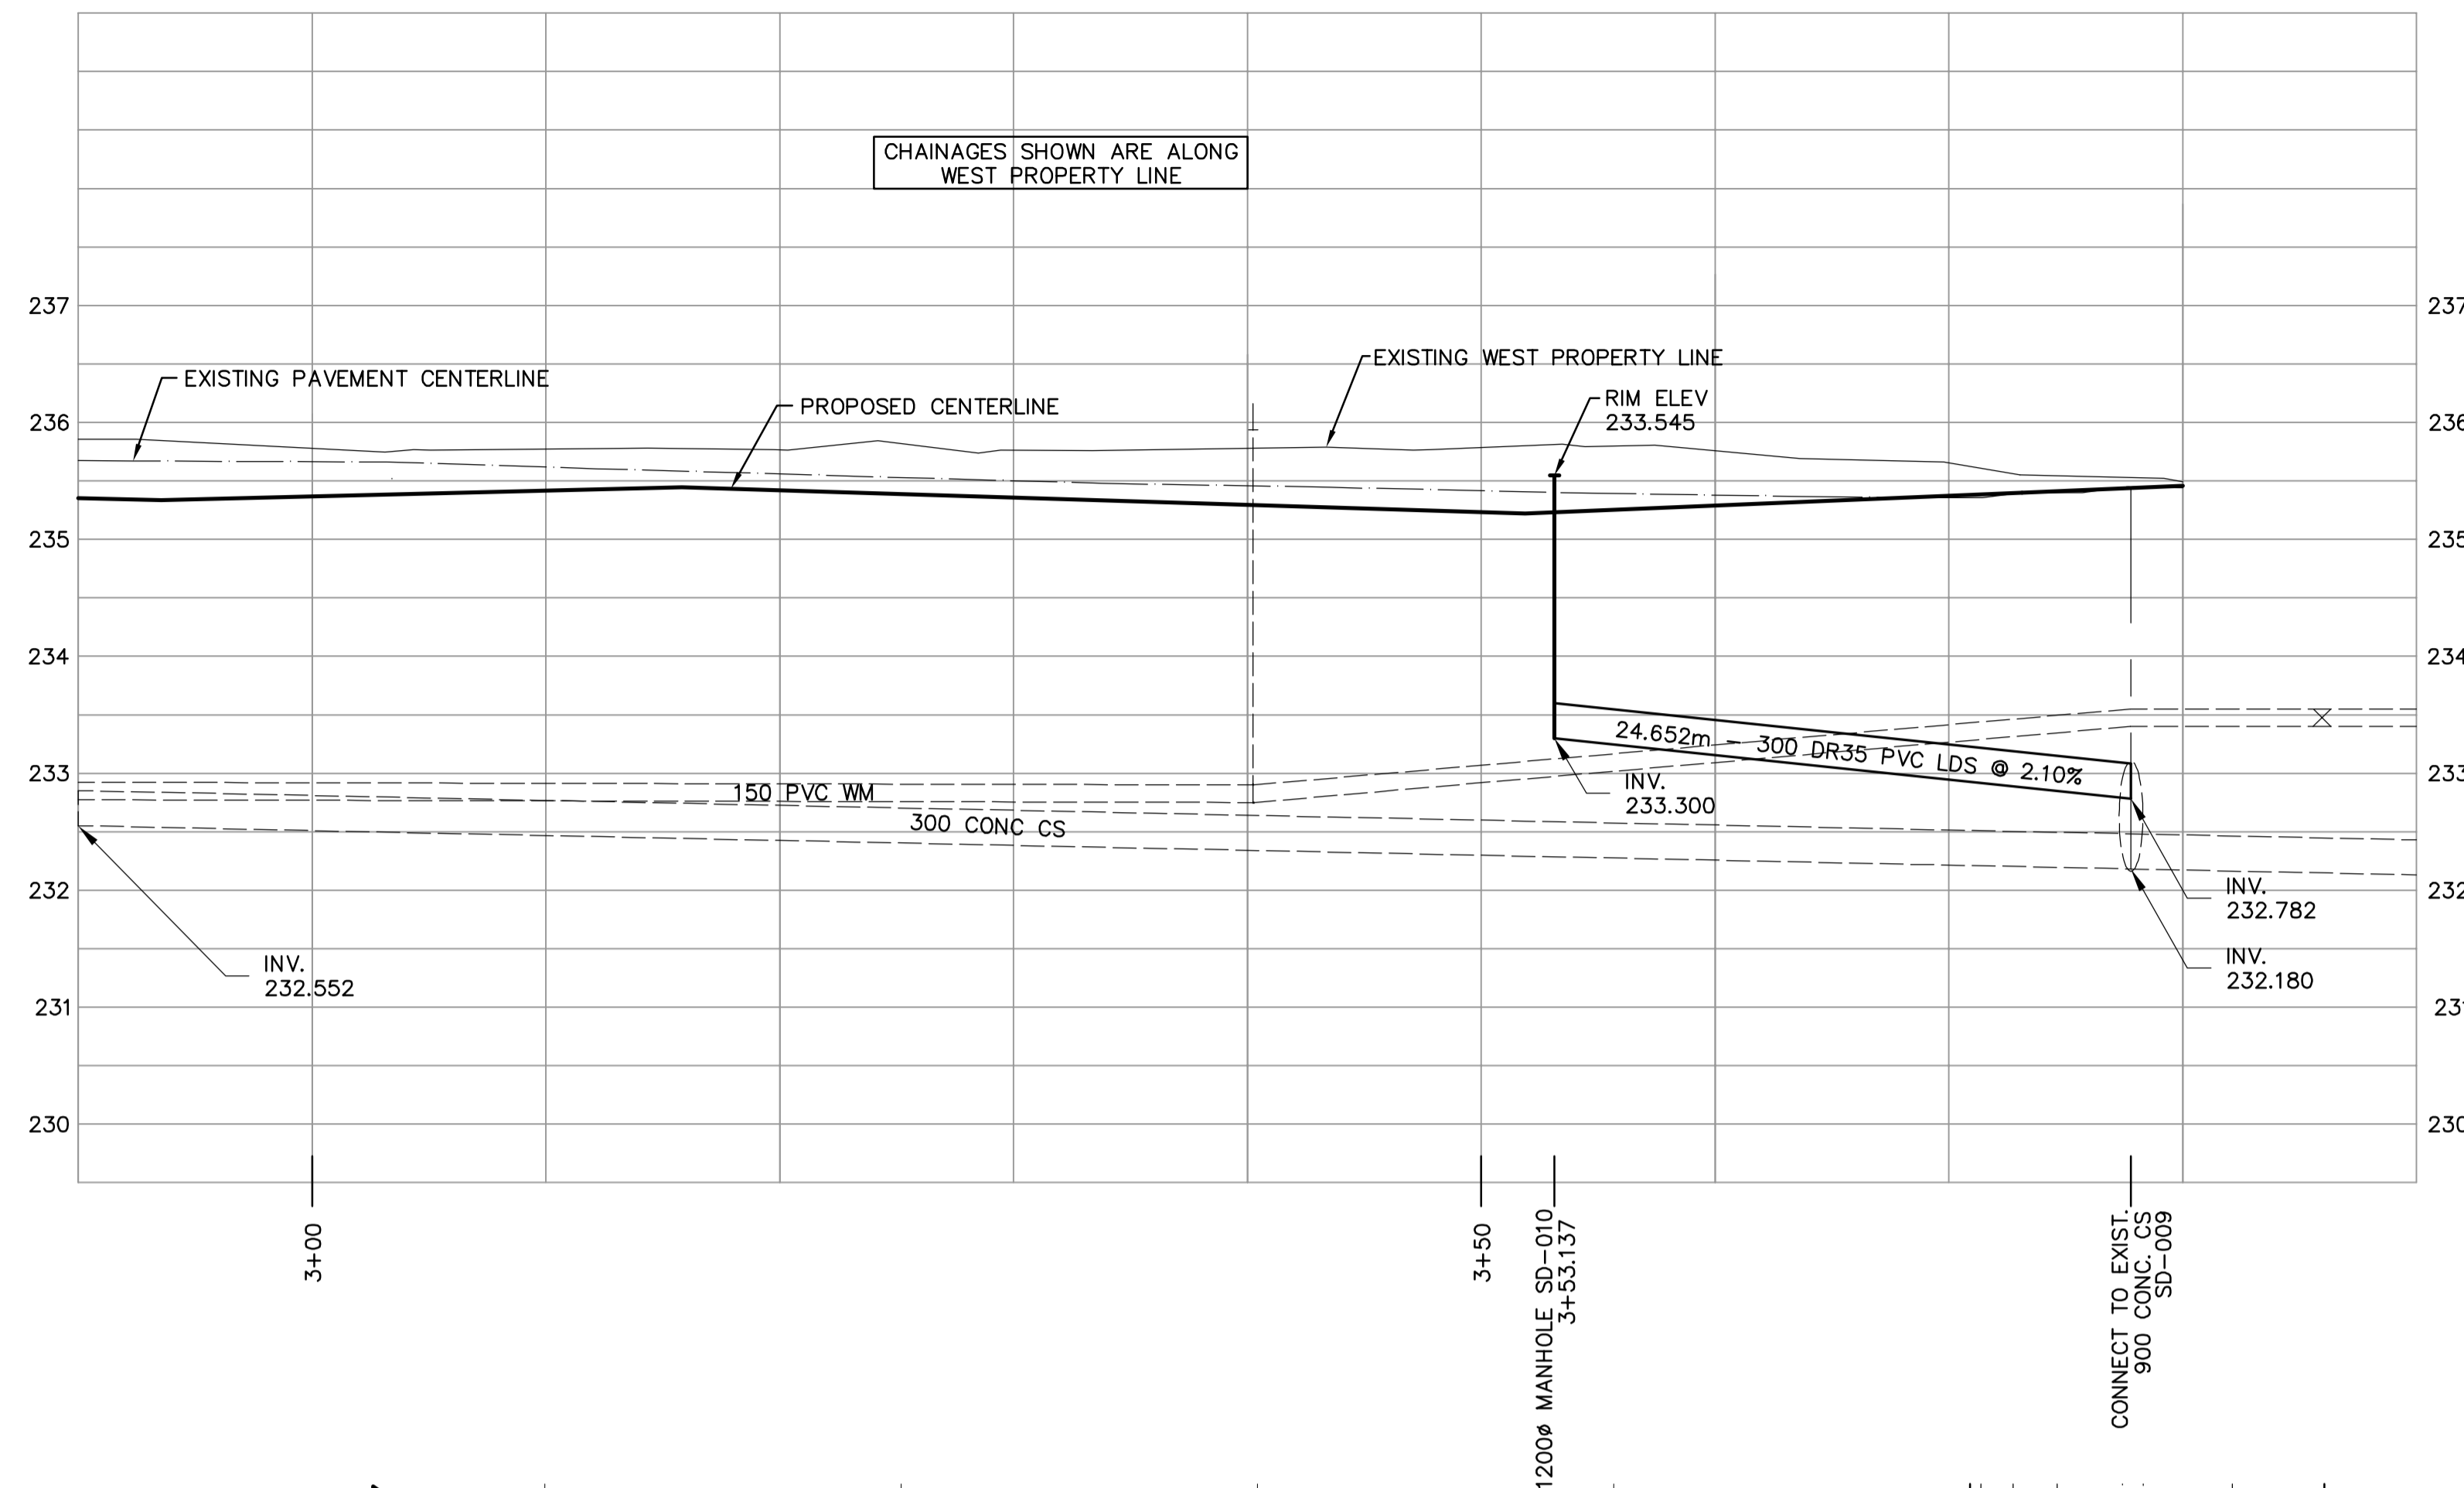 CHAINAGES SHOWN ARE ALONG
WEST PROPERTY LINE
237
237
EXISTING WEST PROPERTY LINE
EXISTING PAVEMENT CENTERLINE
PROPOSED CENTERLINE
RIM ELEV
233.545
236
236
235
235
234
234
24.652m – 300 DR35 PVC LDS @ 2.10%
233
233
150 PVC WM
INV.
233.300
300 CONC CS
232
232
INV.
232.782
INV.
232.552
INV.
232.180
231
231
230
230
3+00
3+50
1200ø MANHOLE SD-010
3+53.137
CONNECT TO EXIST.
900 CONC. CS
SD-009